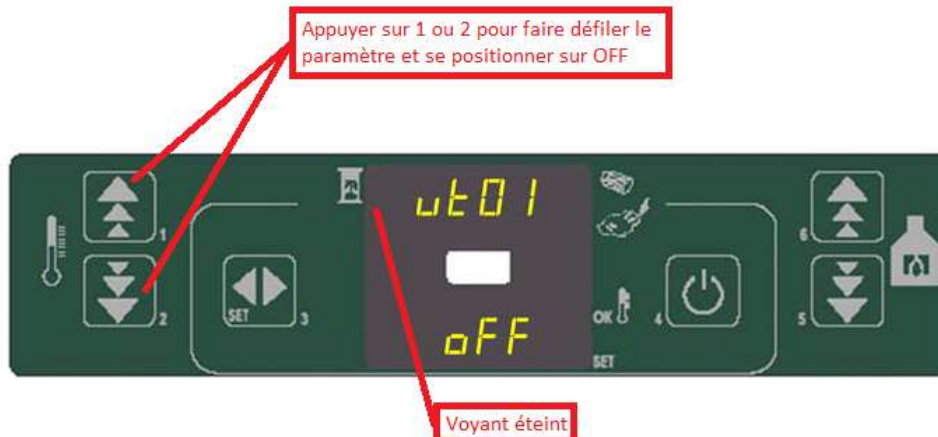 Appuyer sur 1 ou 2 pour faire défiler le
paramètre et se positionner sur OFF
1
ut01
6
2
SET 3
OK
4
5
oFF
SET
Voyant éteint